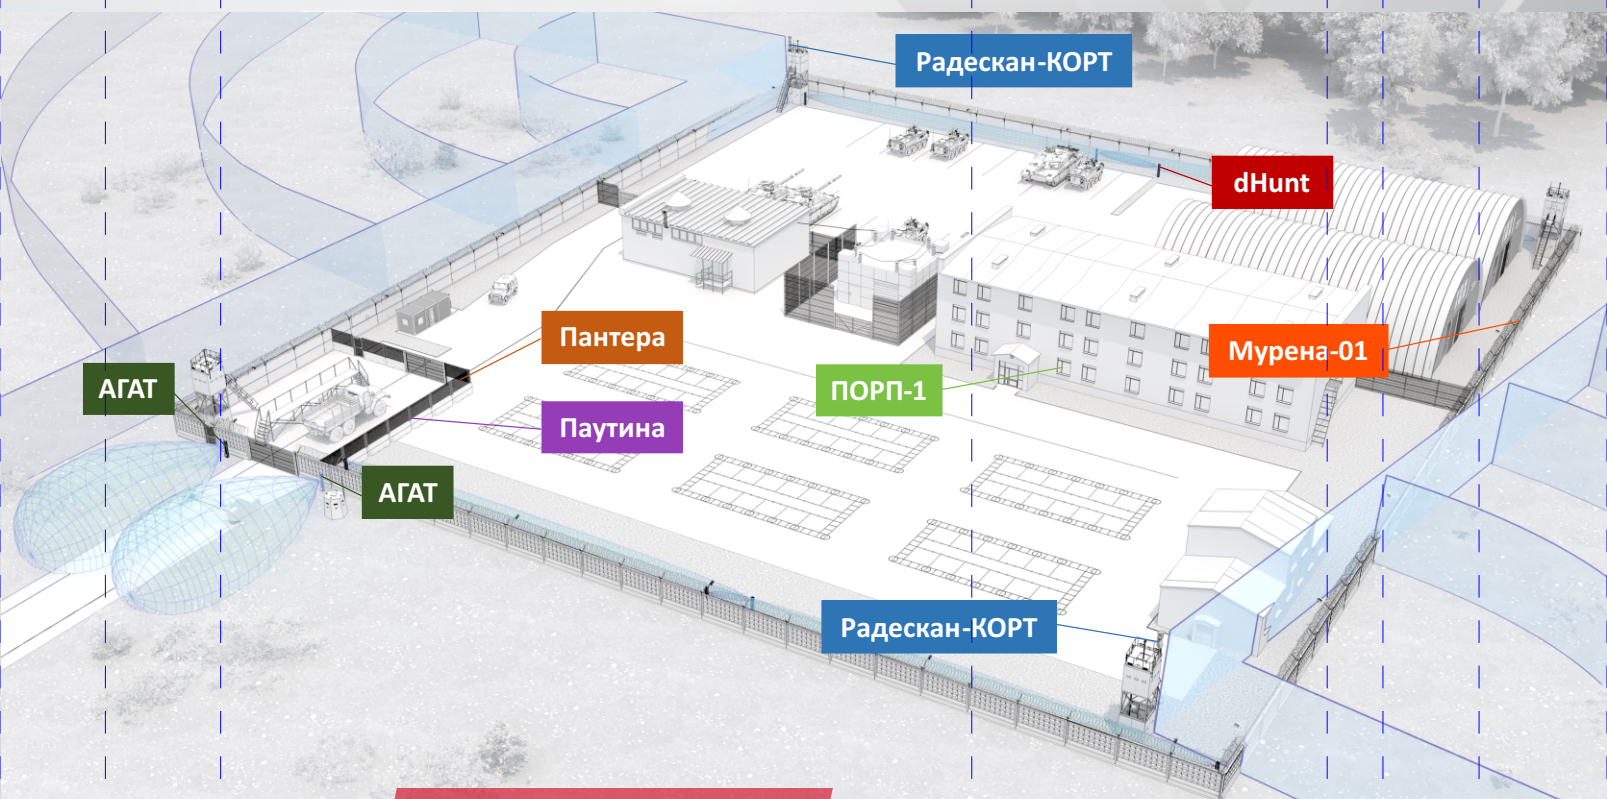 Радескан-КОРТ
dHunt
Пантера
Мурена-01
АГАТ
ПОРП-1
Паутина
АГАТ
Радескан-КОРТ